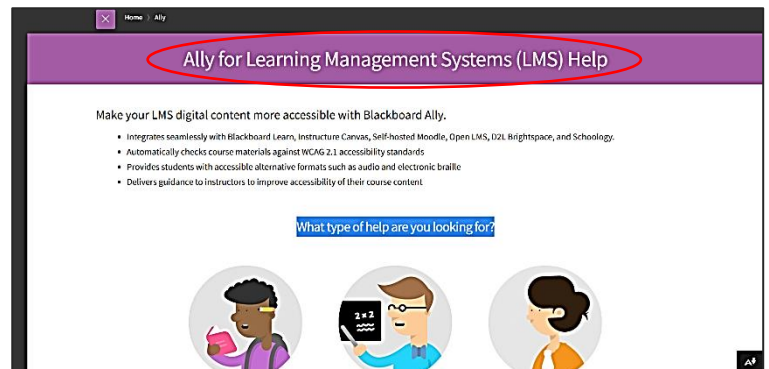 Home > Ally
Ally for Learning Management Systems (LMS) Help
Make your LMS digital content more accessible with Blackboard Ally.
• Integrates seamlessly with Blackboard Learn, Instructure Canvas, Self-hosted Moodle, Open LMS, D2L Brightspace, and Schoology.
• Automatically checks course materials against WCAG 2.1 accessibility standards
• Provides students with accessible alternative formats such as audio and electronic braille
• Delivers guidance to instructors to improve accessibility of their course content
What type of help are you looking for?
2×2
A